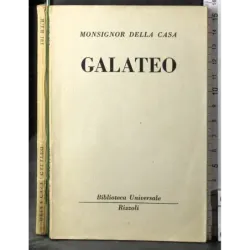 MONSIGNOR DELLA CASA
GALATEO
Biblioteca Universale
Rizzoli